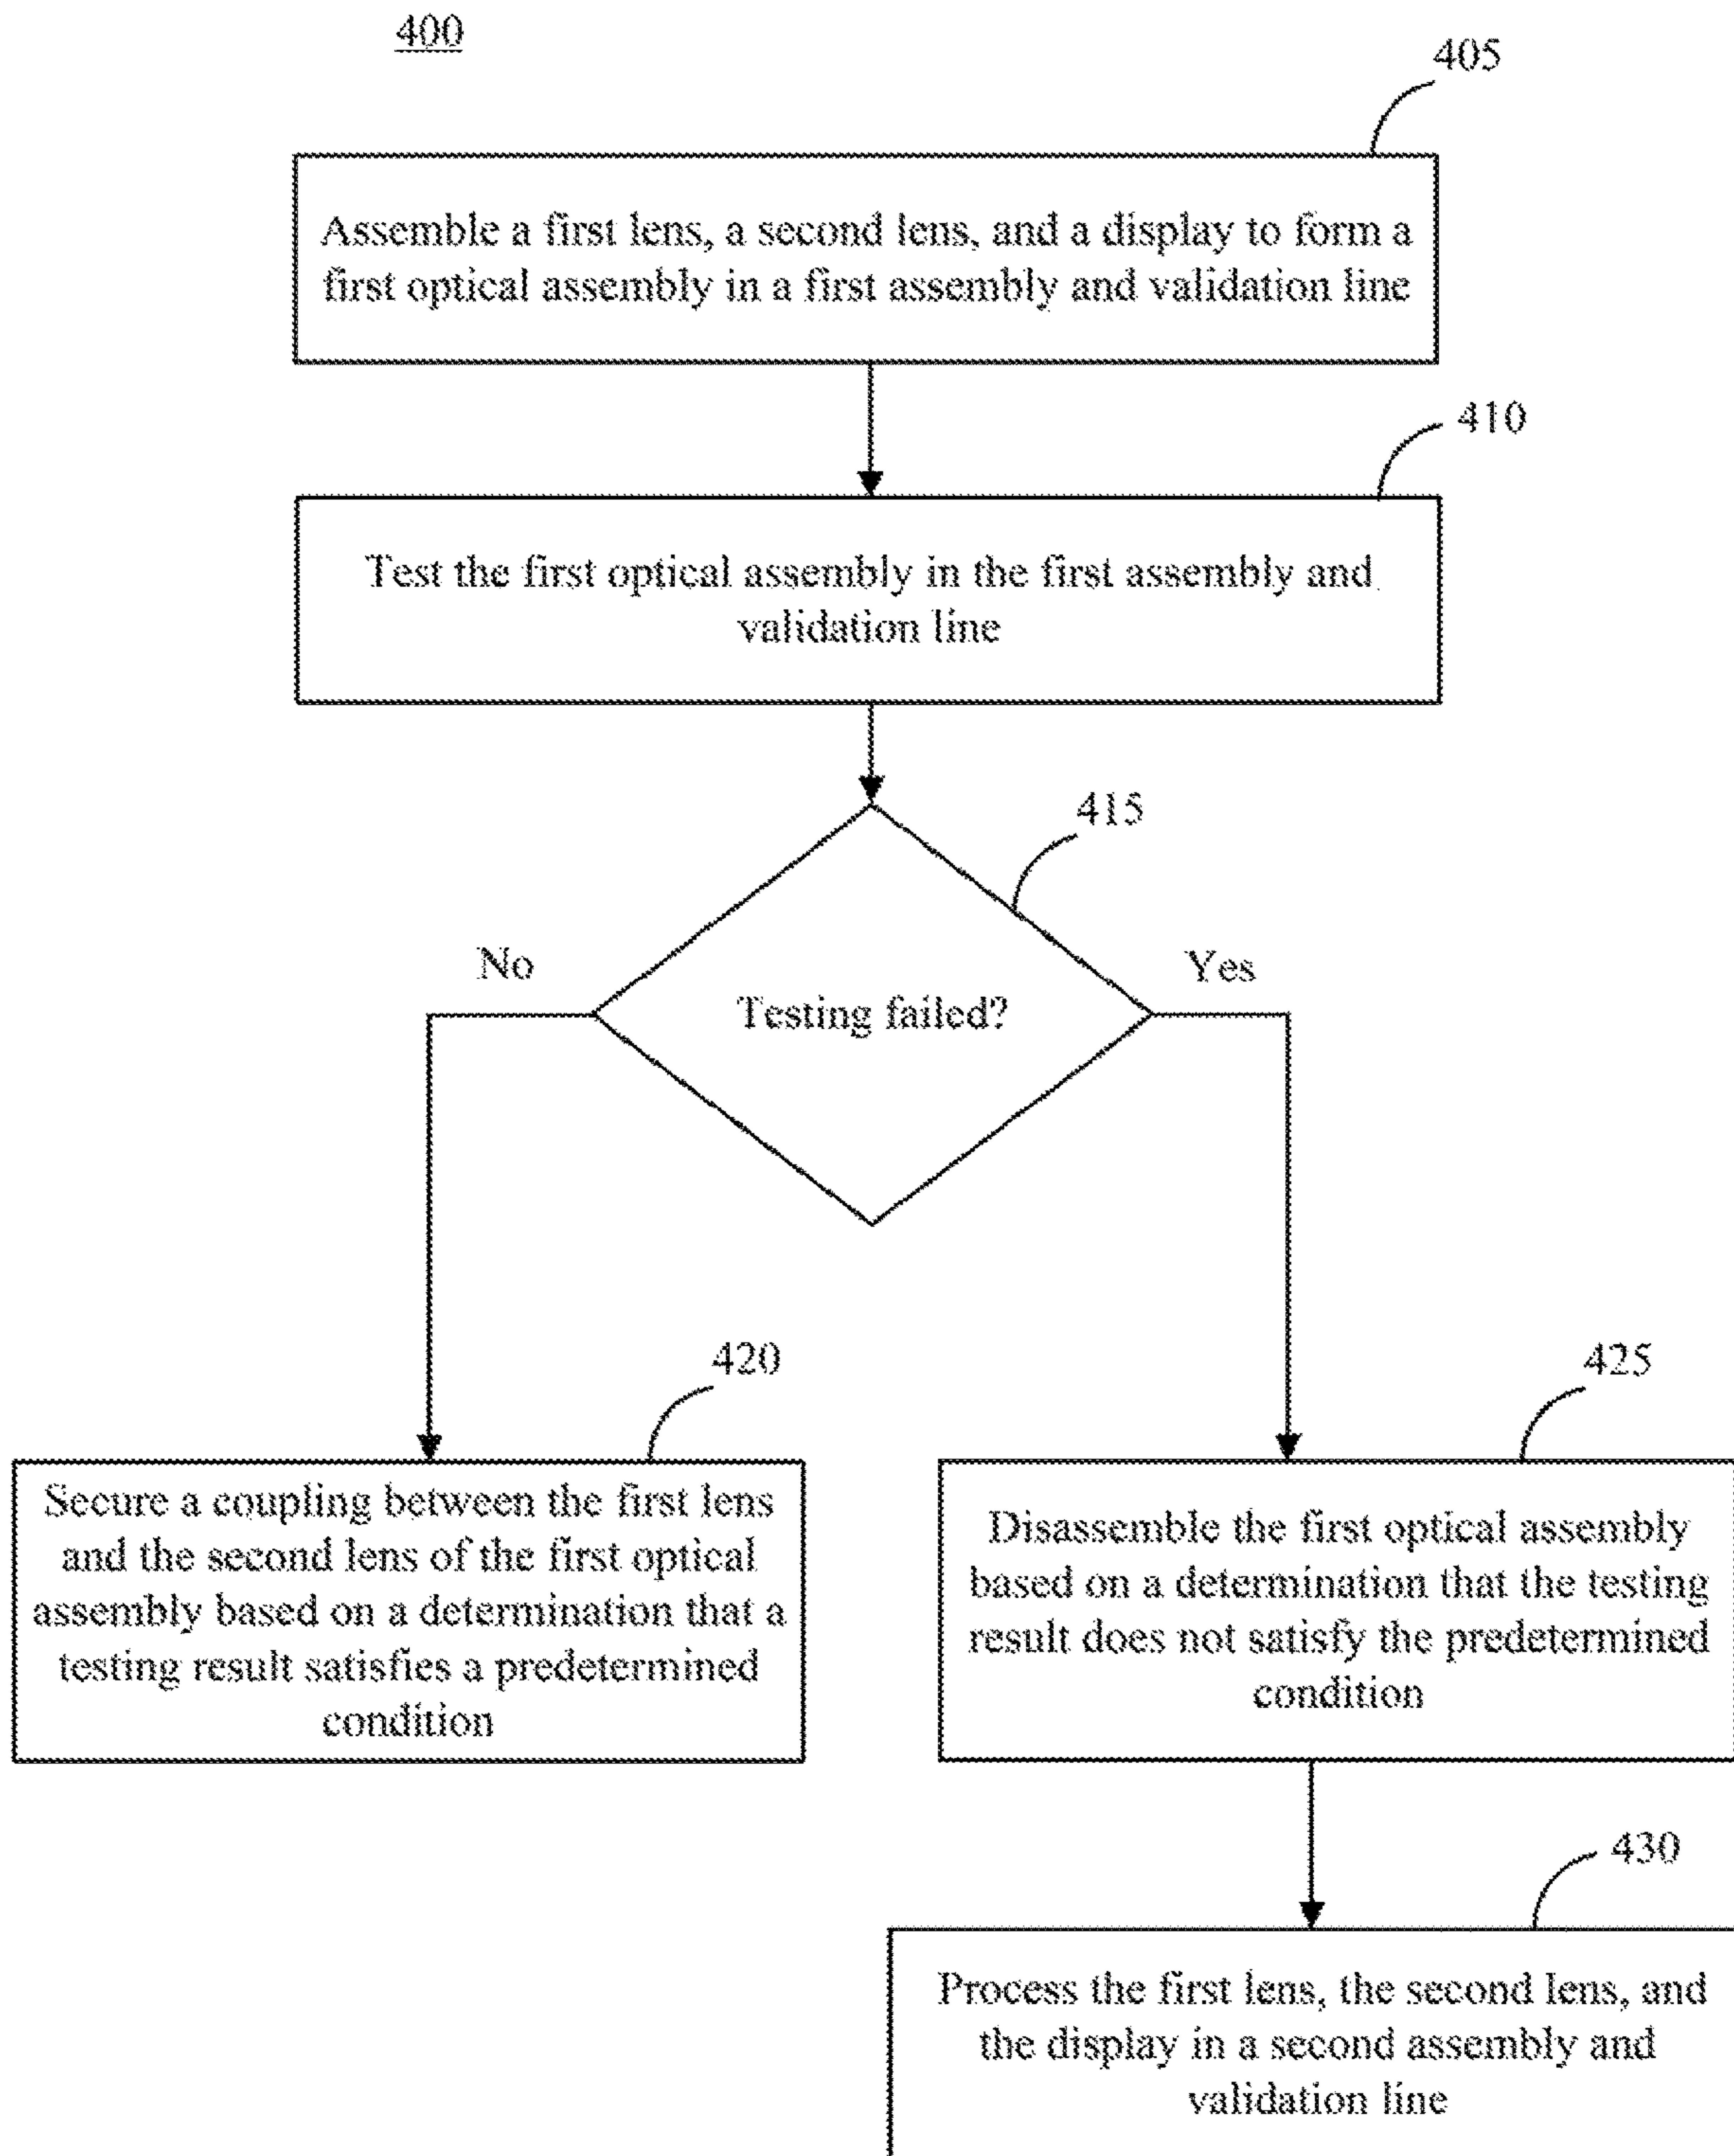 400
405
Assemble a first lens, a second lens, and a display to form a
first optical assembly in a first assembly and validation line
410
Test the first optical assembly in the first assembly and
validation line
415
No
Yes
Testing failed?
420
425
Secure a coupling between the first lens
and the second lens of the first optical
assembly based on a determination that a
testing result satisfies a predetermined
condition
Disassemble the first optical assembly
based on a determination that the testing
result does not satisfy the predetermined
condition
430
Process the first lens, the second lens, and
the display in a second assembly and
validation line